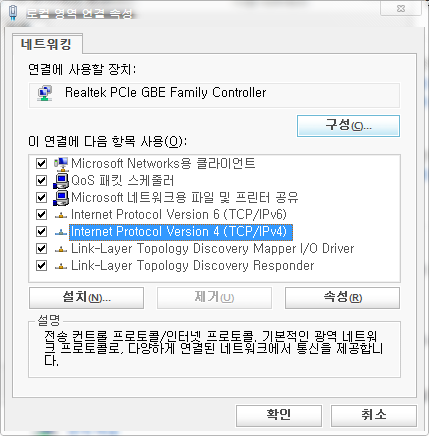 로컬 영역 연결 속성
네트워킹
연결에 사용할 장치:
Realtek PCIe GBE Family Controller
구성(C)...
이 연결에 다음 항목 사용(O):
Microsoft Networks용 클라이언트
QoS 패킷 스케줄러
Microsoft 네트워크용 파일 및 프린터 공유
Internet Protocol Version 6 (TCP/IPv6)
Internet Protocol Version 4 (TCP/IPv4)
Link-Layer Topology Discovery Mapper I/O Driver
Link-Layer Topology Discovery Responder
설치(N)... 제거(U) 속성(R)
설명
전송 컨트롤 프로토콜/인터넷 프로토콜. 기본적인 광역 네트워
크 프로토콜로, 다양하게 연결된 네트워크에서 통신을 제공합니
다.
확인 취소